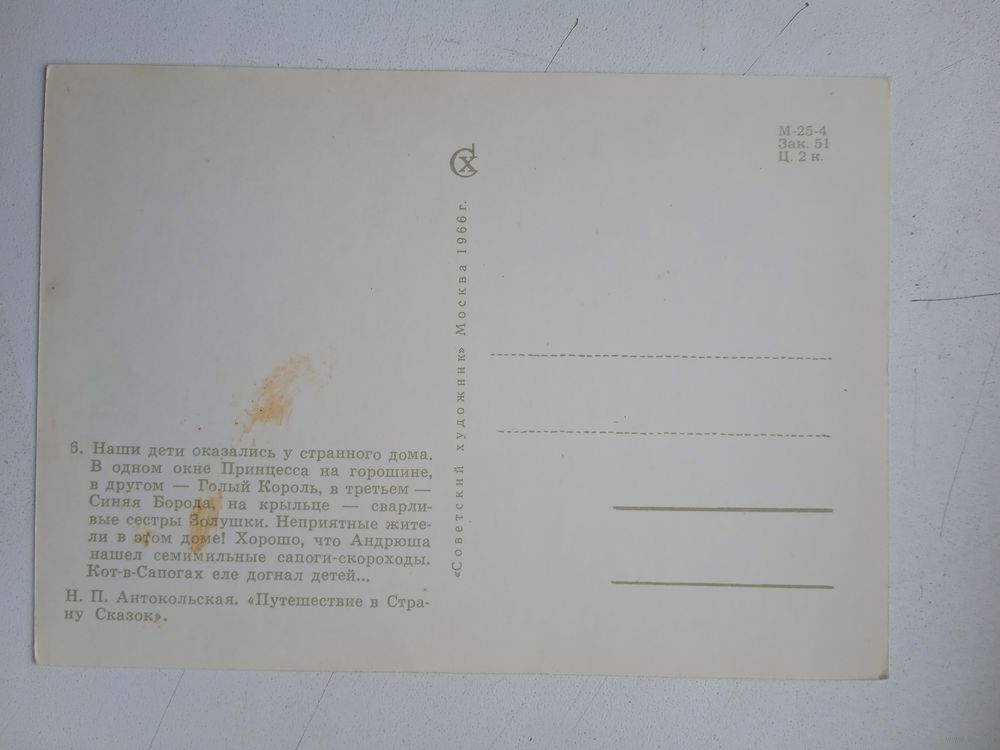 6. Наши дети оказались у странного дома.
В одном окне Принцесса на горошине,
в другом — Голый Король, в третьем —
Синяя Борода, на крыльце — сварли-
вые сестры Золушки. Неприятные жите-
ли в этом доме! Хорошо, что Андрюша
нашел семимильные сапоги-скороходы.
Кот-в-Сапогах еле догнал детей...
Н. П. Антокольская. «Путешествие в Стра-
ну Сказок».
СХ
«Советский художник» Москва 1966 г.
М-25-4
Зак. 51
Ц. 2 к.